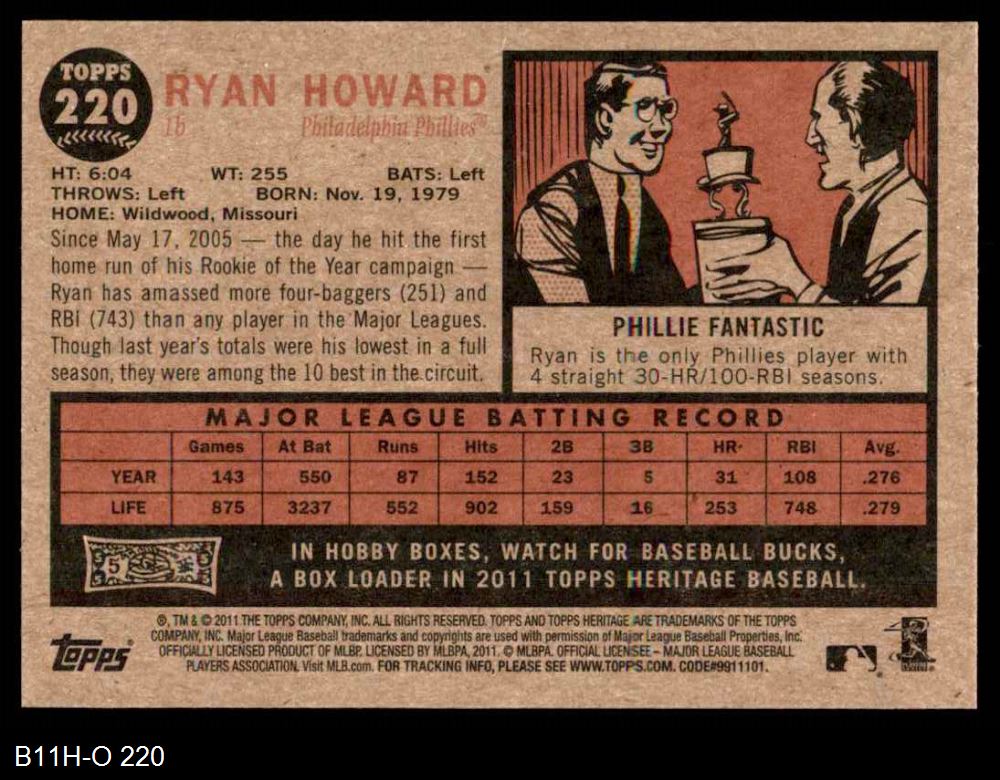 TOPPS
220
RYAN HOWARD
1b Philadelphia Phillies™
HT: 6:04 WT: 255 BATS: Left
THROWS: Left BORN: Nov. 19, 1979
HOME: Wildwood, Missouri
Since May 17, 2005 — the day he hit the first
home run of his Rookie of the Year campaign —
Ryan has amassed more four-baggers (251) and
RBI (743) than any player in the Major Leagues.
Though last year's totals were his lowest in a full
season, they were among the 10 best in the circuit.
PHILLIE FANTASTIC
Ryan is the only Phillies player with
4 straight 30-HR/100-RBI seasons.
MAJOR LEAGUE BATTING RECORD
Games At Bat Runs Hits 2B 3B HR RBI Avg.
YEAR 143 550 87 152 23 5 31 108 .276
LIFE 875 3237 552 902 159 16 253 748 .279
5 5
IN HOBBY BOXES, WATCH FOR BASEBALL BUCKS,
A BOX LOADER IN 2011 TOPPS HERITAGE BASEBALL.
®, TM & © 2011 THE TOPPS COMPANY, INC. ALL RIGHTS RESERVED. TOPPS AND TOPPS HERITAGE ARE TRADEMARKS OF THE TOPPS
COMPANY, INC. Major League Baseball trademarks and copyrights are used with permission of Major League Baseball Properties, Inc.
OFFICIALLY LICENSED PRODUCT OF MLBP. LICENSED BY MLBPA, 2011. © MLBPA. OFFICIAL LICENSEE – MAJOR LEAGUE BASEBALL
PLAYERS ASSOCIATION. Visit MLB.com. FOR TRACKING INFO, PLEASE SEE WWW.TOPPS.COM. CODE#9911101.
Topps®
B11H-O 220